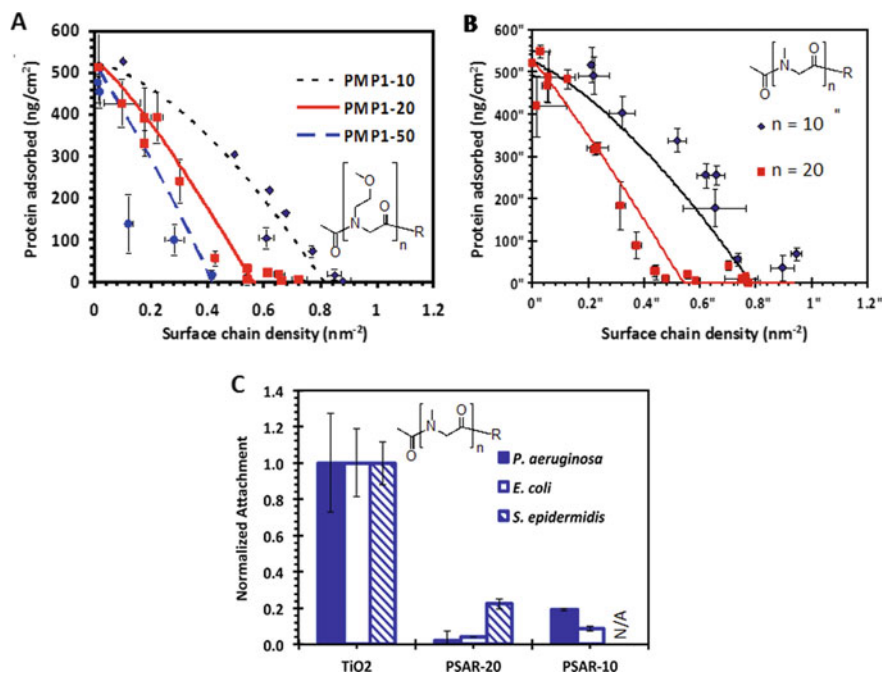 A
Protein adsorbed (ng/cm²)
600
500
400
300
200
100
0
0
0.2
0.4
0.6
0.8
1
1.2
Surface chain density (nm⁻²)
PMP1-10
PMP1-20
PMP1-50
O
N
O
O
n
R
B
Protein adsorbed (ng/cm²)
600"
500"
400"
300"
200"
100"
0"
0"
0.2"
0.4"
0.6"
0.8"
1"
1.2"
Surface chain density (nm⁻²)
N
O
O
n
R
n = 10 "
n = 20
C
Normalized Attachment
1.4
1.2
1.0
0.8
0.6
0.4
0.2
0.0
N
O
O
n
R
P. aeruginosa
E. coli
S. epidermidis
N/A
TiO2
PSAR-20
PSAR-10